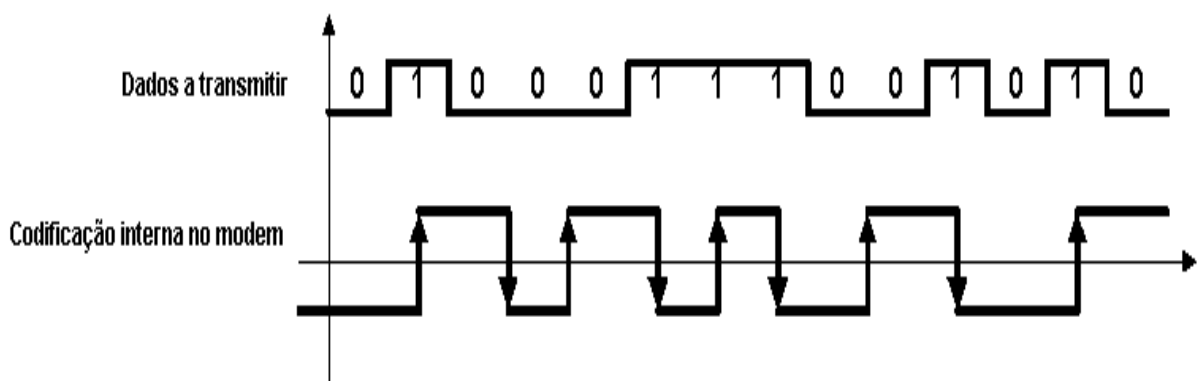 Dados a transmitir 0 1 0 0 0 1 1 1 0 0 1 0 1 0
Codificação interna no modem